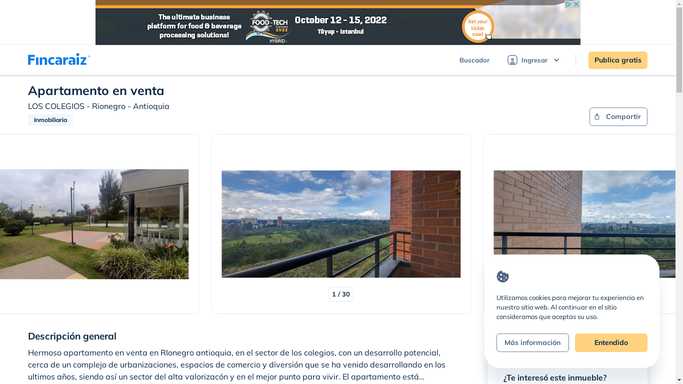 The ultimate business
platform for food & beverage
processing solutions!
FOOD-TECH
HYBRID
October 12 - 15, 2022
Tüyap - Istanbul
Get your
ticket
now!
Fincaraiz
Buscador
Ingresar
Publica gratis
Apartamento en venta
LOS COLEGIOS - Rionegro - Antioquia
Inmobiliaria
Compartir
1 / 30
Utilizamos cookies para mejorar tu experiencia en
nuestro sitio web. Al continuar en el sitio
consideramos que aceptas su uso.
Más información
Entendido
Descripción general
Hermoso apartamento en venta en RIonegro antioquia, en el sector de los colegios, con un desarrollo potencial,
cerca de un complejo de urbanizaciones, espacios de comercio y diversión que se ha venido desarrollando en los
ultimos años, siendo así un sector del alta valorizacón y en el mejor punto para vivir. El apartamento está...
¿Te interesó este inmueble?